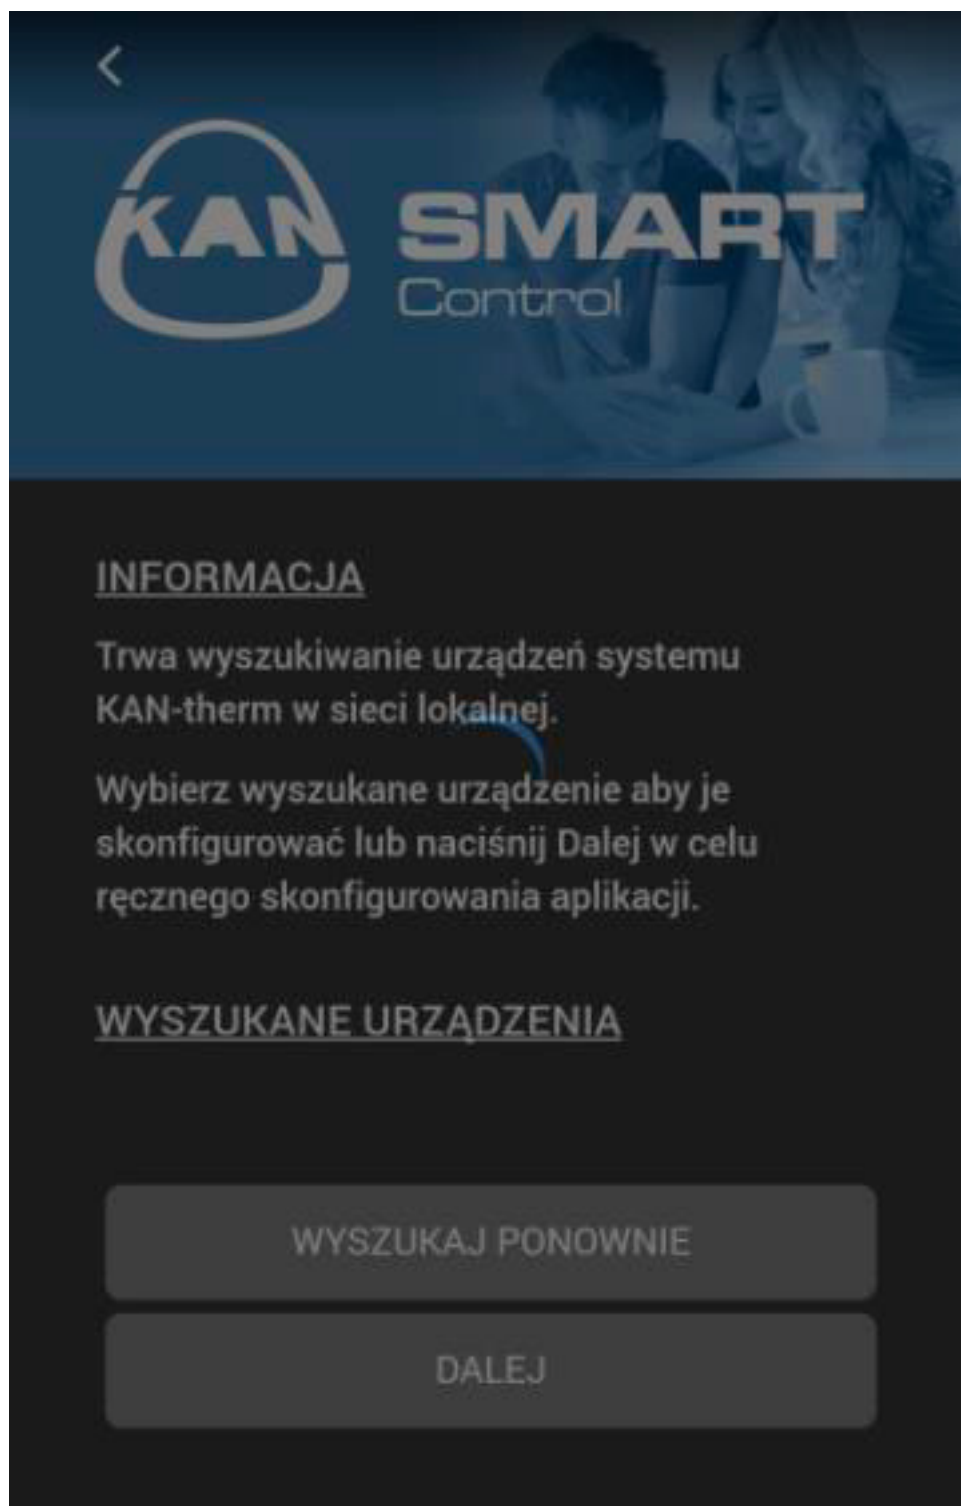 KAN
SMART
Control
INFORMACJA
Trwa wyszukiwanie urządzeń systemu
KAN-therm w sieci lokalnej.
Wybierz wyszukane urządzenie aby je
skonfigurować lub naciśnij Dalej w celu
ręcznego skonfigurowania aplikacji.
WYSZUKANE URZĄDZENIA
WYSZUKAJ PONOWNIE
DALEJ